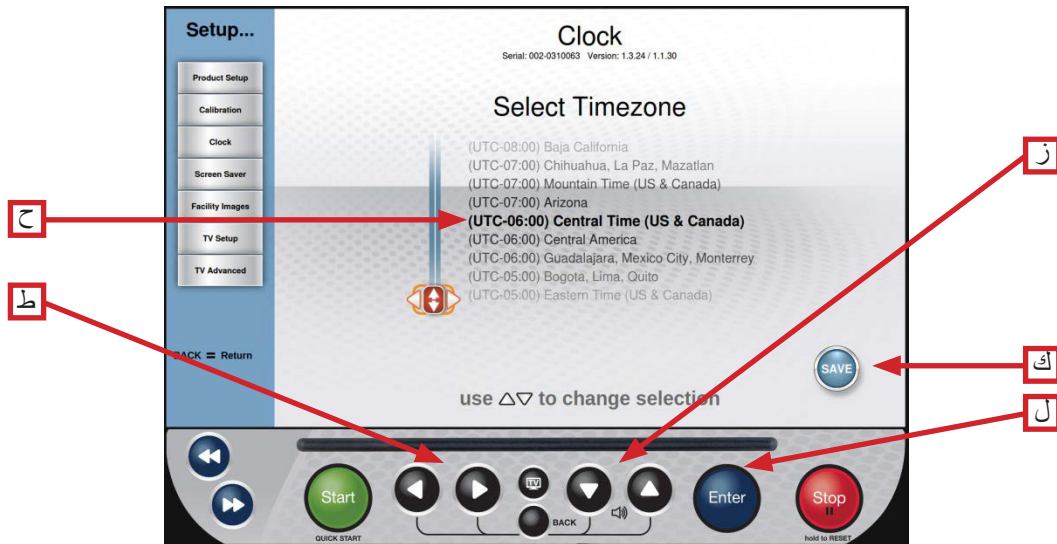 Setup...
Product Setup
Calibration
Clock
Screen Saver
Facility Images
TV Setup
TV Advanced
BACK = Return
Clock
Serial: 002-0310063 Version: 1.3.24 / 1.1.30
Select Timezone
(UTC-08:00) Baja California
(UTC-07:00) Chihuahua, La Paz, Mazatlan
(UTC-07:00) Mountain Time (US & Canada)
(UTC-07:00) Arizona
(UTC-06:00) Central Time (US & Canada)
(UTC-06:00) Central America
(UTC-06:00) Guadalajara, Mexico City, Monterrey
(UTC-05:00) Bogota, Lima, Quito
(UTC-05:00) Eastern Time (US & Canada)
SAVE
use △▽ to change selection
Start
QUICK START
TV
BACK
Enter
Stop
hold to RESET
ح
ط
ز
ك
ل